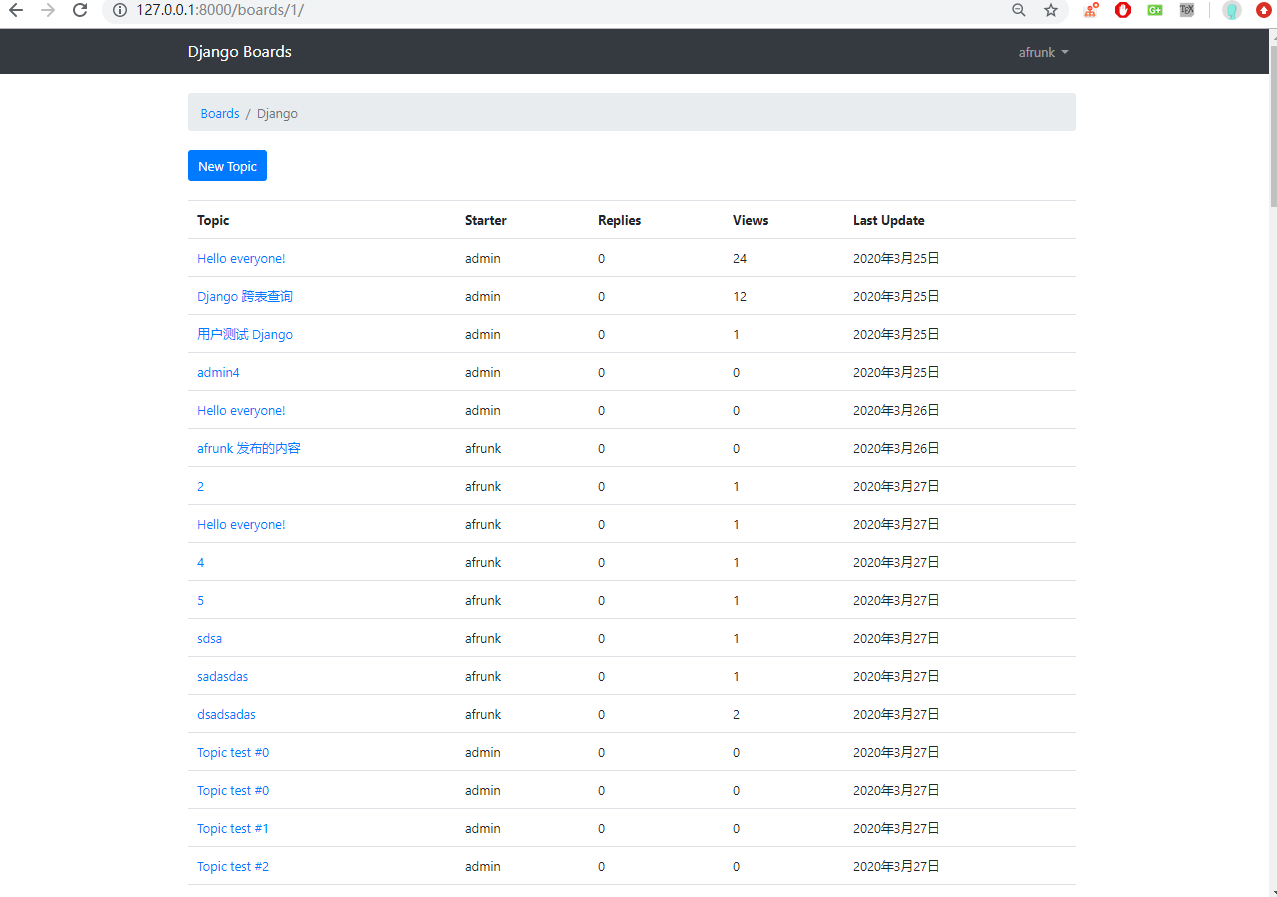 127.0.0.1:8000/boards/1/
G+ TeX
Django Boards afrunk
Boards / Django
New Topic
Topic Starter Replies Views Last Update
Hello everyone! admin 0 24 2020年3月25日
Django 跨表查询 admin 0 12 2020年3月25日
用户测试 Django admin 0 1 2020年3月25日
admin4 admin 0 0 2020年3月25日
Hello everyone! admin 0 0 2020年3月26日
afrunk 发布的内容 afrunk 0 0 2020年3月26日
2 afrunk 0 1 2020年3月27日
Hello everyone! afrunk 0 1 2020年3月27日
4 afrunk 0 1 2020年3月27日
5 afrunk 0 1 2020年3月27日
sdsa afrunk 0 1 2020年3月27日
sadasdas afrunk 0 1 2020年3月27日
dsadsadas afrunk 0 2 2020年3月27日
Topic test #0 admin 0 0 2020年3月27日
Topic test #0 admin 0 0 2020年3月27日
Topic test #1 admin 0 0 2020年3月27日
Topic test #2 admin 0 0 2020年3月27日